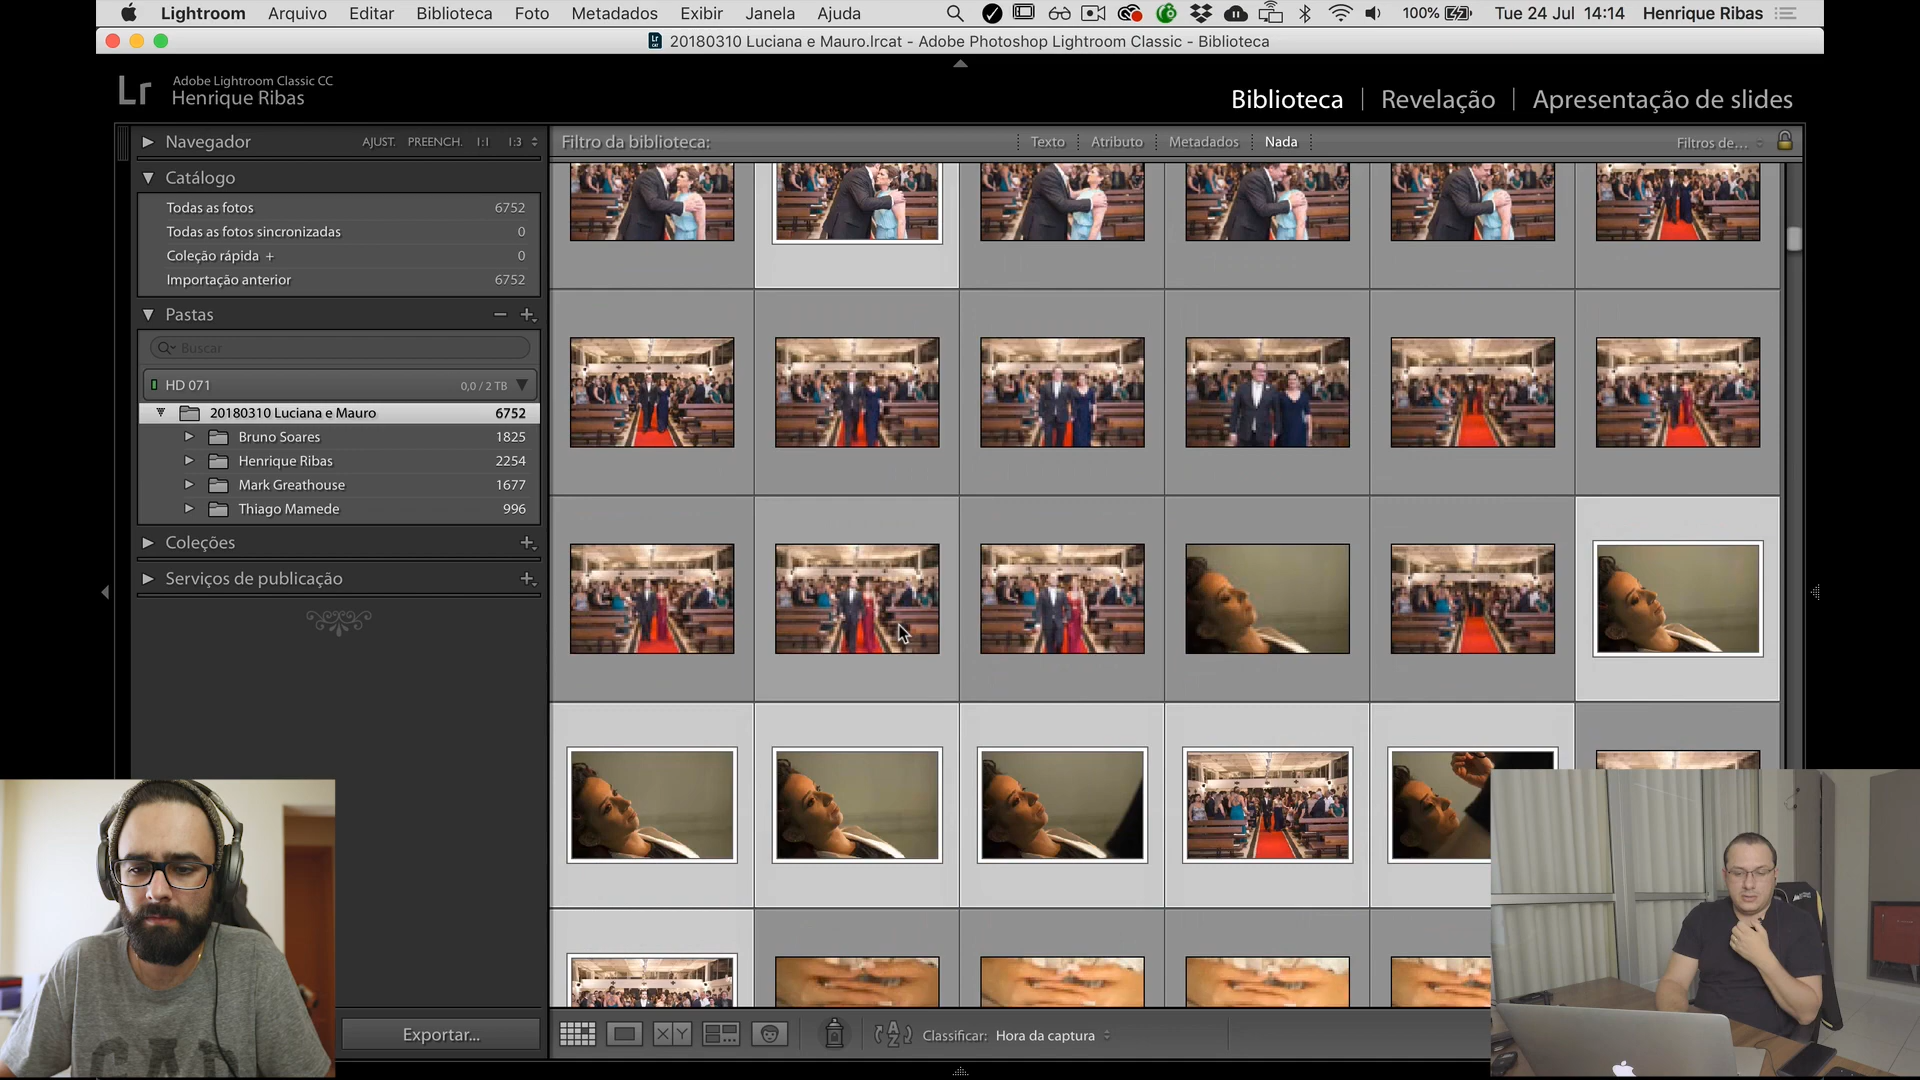 Lightroom Arquivo Editar Biblioteca Foto Metadados Exibir Janela Ajuda 100% Tue 24 Jul 14:14 Henrique Ribas
20180310 Luciana e Mauro.lrcat - Adobe Photoshop Lightroom Classic - Biblioteca
Lr
Adobe Lightroom Classic CC
Henrique Ribas
Biblioteca | Revelação | Apresentação de slides
Navegador AJUST. PREENCH. 1:1 1:3
Filtro da biblioteca: Texto Atributo Metadados Nada Filtros de...
Catálogo
Todas as fotos 6752
Todas as fotos sincronizadas 0
Coleção rápida + 0
Importação anterior 6752
Pastas
Buscar
HD 071 0,0 / 2 TB
20180310 Luciana e Mauro 6752
Bruno Soares 1825
Henrique Ribas 2254
Mark Greathouse 1677
Thiago Mamede 996
Coleções
Serviços de publicação
Exportar...
X Y
Classificar: Hora da captura